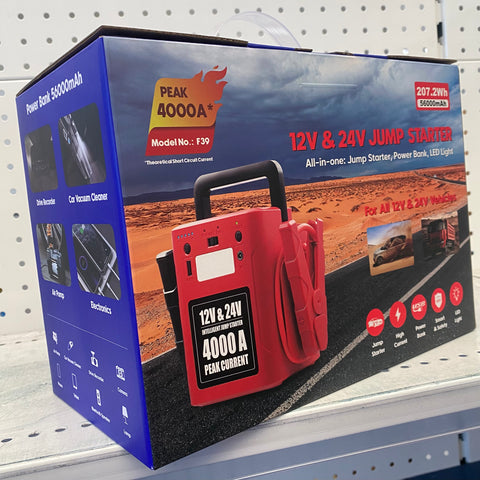 Power Bank 56000mAh
Drive Recorder
Car Vacuum Cleaner
Air Pump
Electronics
PEAK
4000A*
Model No.: F39
*Theoretical Short Circuit Current
207.2Wh
56000mAh
12V & 24V JUMP STARTER
All-in-one: Jump Starter, Power Bank, LED Light
For All 12V & 24V Vehicles
12V & 24V
INTELLIGENT JUMP STARTER
4000 A
PEAK CURRENT
Jump
Starter
High
Current
Power
Bank
Smart
& Safety
LED
Light